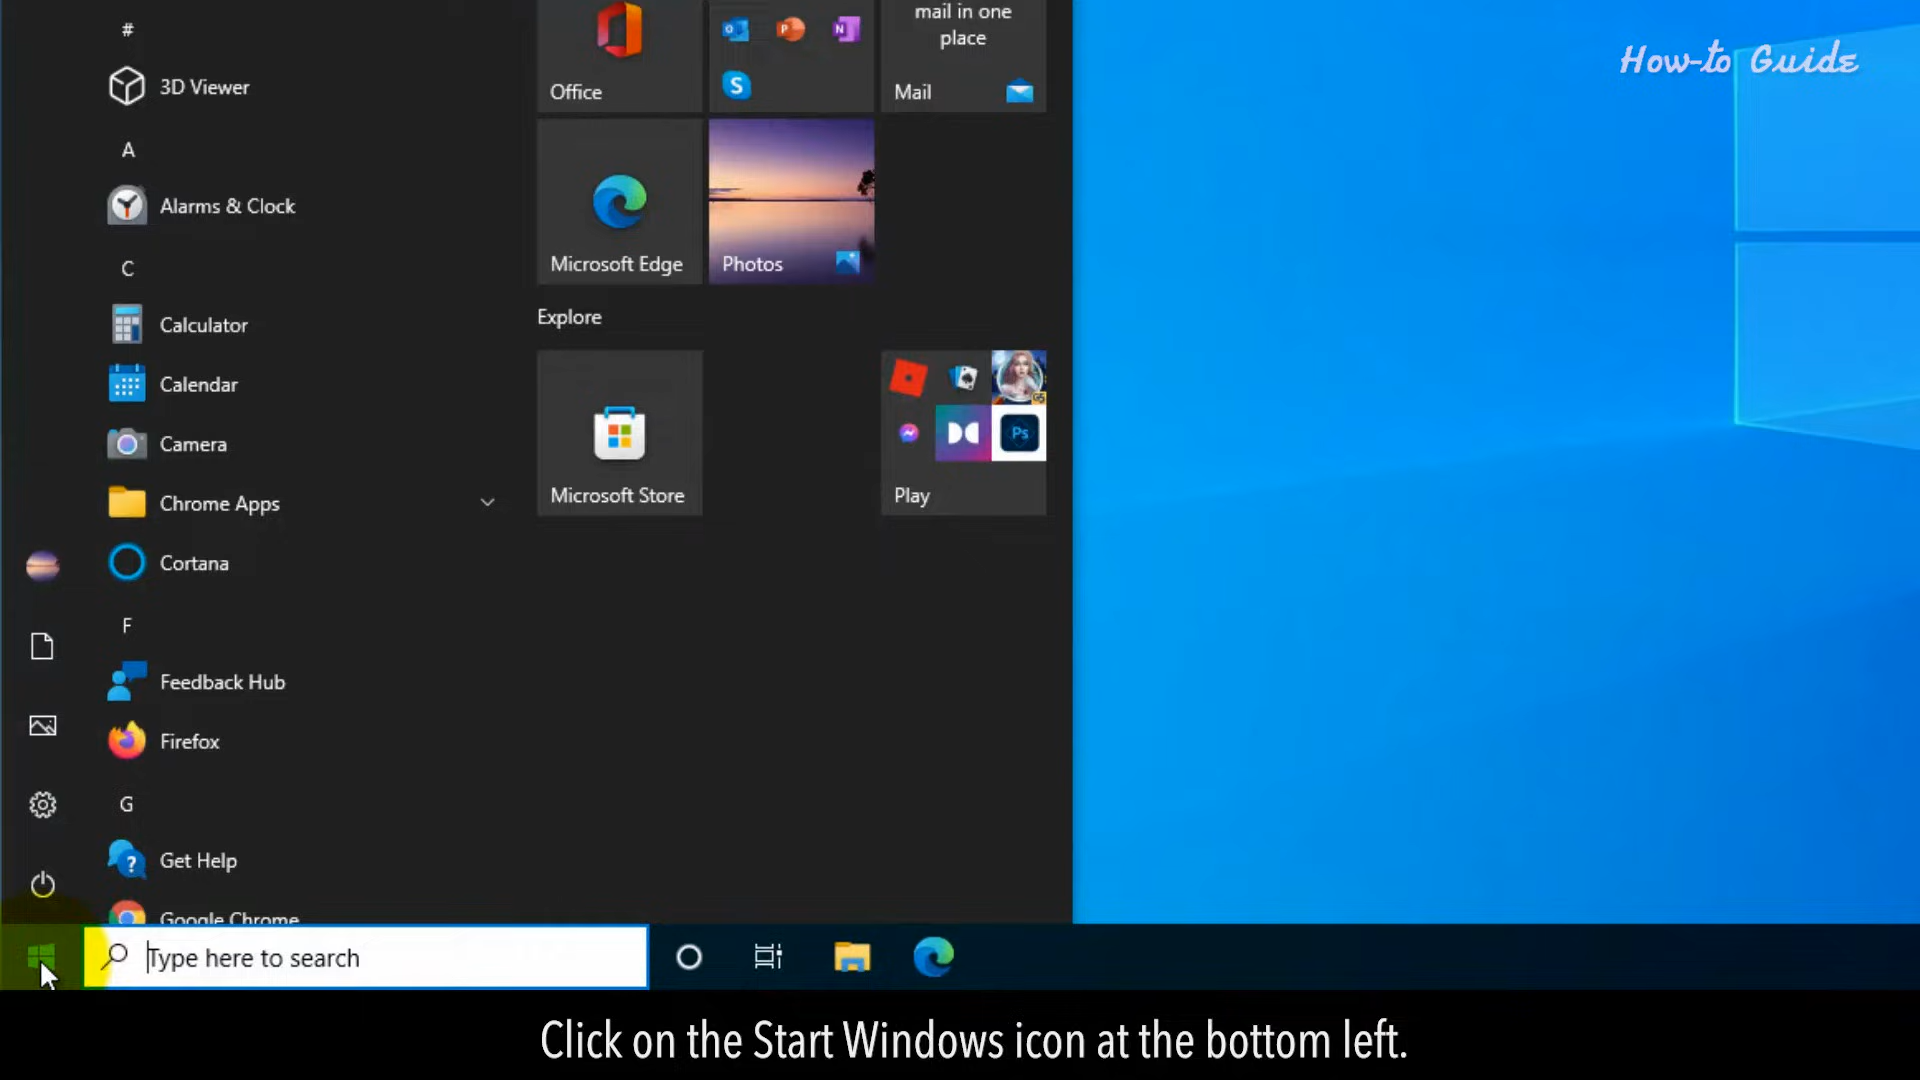 #
3D Viewer
A
Alarms & Clock
C
Calculator
Calendar
Camera
Chrome Apps
Cortana
F
Feedback Hub
Firefox
G
Get Help
Google Chrome
Office
mail in one
place
Mail
Microsoft Edge
Photos
Explore
Microsoft Store
Play
G5
Ps
How-to Guide
Type here to search
Click on the Start Windows icon at the bottom left.